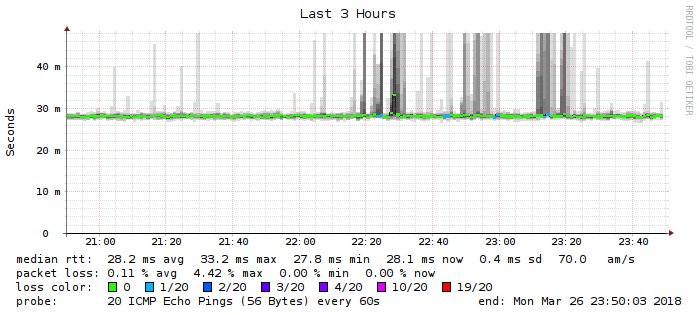 Last 3 Hours
RRDTOOL / TOBI OETIKER
Seconds
40 m
30 m
20 m
10 m
0
21:00 21:20 21:40 22:00 22:20 22:40 23:00 23:20 23:40
median rtt: 28.2 ms avg 33.2 ms max 27.8 ms min 28.1 ms now 0.4 ms sd 70.0 am/s
packet loss: 0.11 % avg 4.42 % max 0.00 % min 0.00 % now
loss color: 0 1/20 2/20 3/20 4/20 10/20 19/20
probe: 20 ICMP Echo Pings (56 Bytes) every 60s end: Mon Mar 26 23:50:03 2018